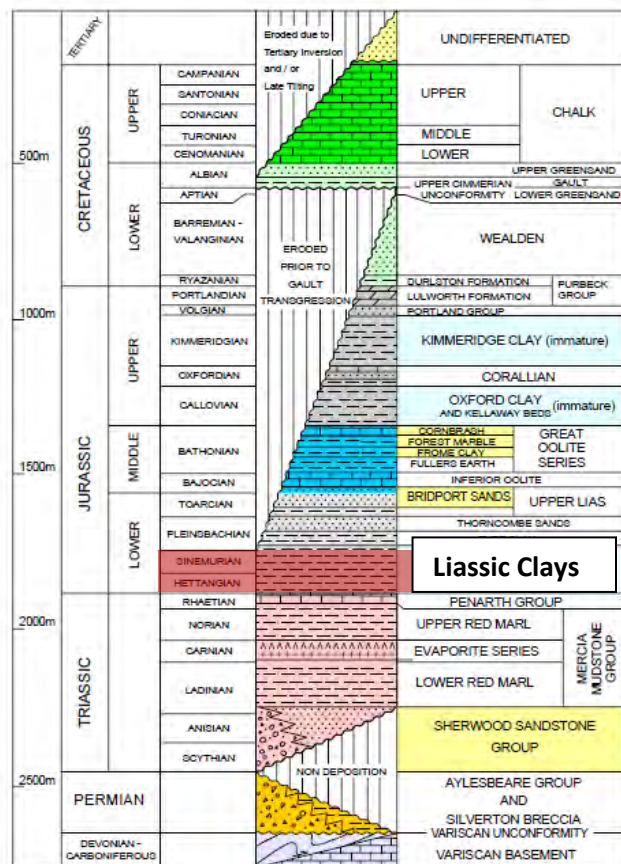 TERTIARY
Eroded due to
Tertiary Inversion
and / or
Late Tilting
UNDIFFERENTIATED
CRETACEOUS
UPPER
CAMPANIAN
SANTONIAN
CONIACIAN
TURONIAN
CENOMANIAN
UPPER
MIDDLE
LOWER
CHALK
500m
LOWER
ALBIAN
APTIAN
BARREMIAN -
VALANGINIAN
RYAZANIAN
UPPER GREENSAND
UPPER CIMMERIAN
UNCONFORMITY
GAULT
LOWER GREENSAND
WEALDEN
ERODED
PRIOR TO
GAULT
TRANSGRESSION
DURLSTON FORMATION
LULWORTH FORMATION
PURBECK
GROUP
1000m
JURASSIC
UPPER
PORTLANDIAN
VOLGIAN
KIMMERIDGIAN
OXFORDIAN
CALLOVIAN
PORTLAND GROUP
KIMMERIDGE CLAY (immature)
CORALLIAN
OXFORD CLAY
AND KELLAWAY BEDS
(immature)
MIDDLE
BATHONIAN
BAJOCIAN
CORNBRASH
FOREST MARBLE
FROME CLAY
FULLERS EARTH
GREAT
OOLITE
SERIES
INFERIOR OOLITE
1500m
LOWER
TOARCIAN
PLEINSBACHIAN
SINEMURIAN
HETTANGIAN
BRIDPORT SANDS
UPPER LIAS
THORNCOMBE SANDS
Liassic Clays
2000m
TRIASSIC
RHAETIAN
NORIAN
CARNIAN
LADINIAN
ANISIAN
SCYTHIAN
PENARTH GROUP
UPPER RED MARL
EVAPORITE SERIES
LOWER RED MARL
MERCIA
MUDSTONE
GROUP
SHERWOOD SANDSTONE
GROUP
NON DEPOSITION
2500m
PERMIAN
AYLESBEARE GROUP
AND
SILVERTON BRECCIA
VARISCAN UNCONFORMITY
DEVONIAN -
CARBONIFEROUS
VARISCAN BASEMENT